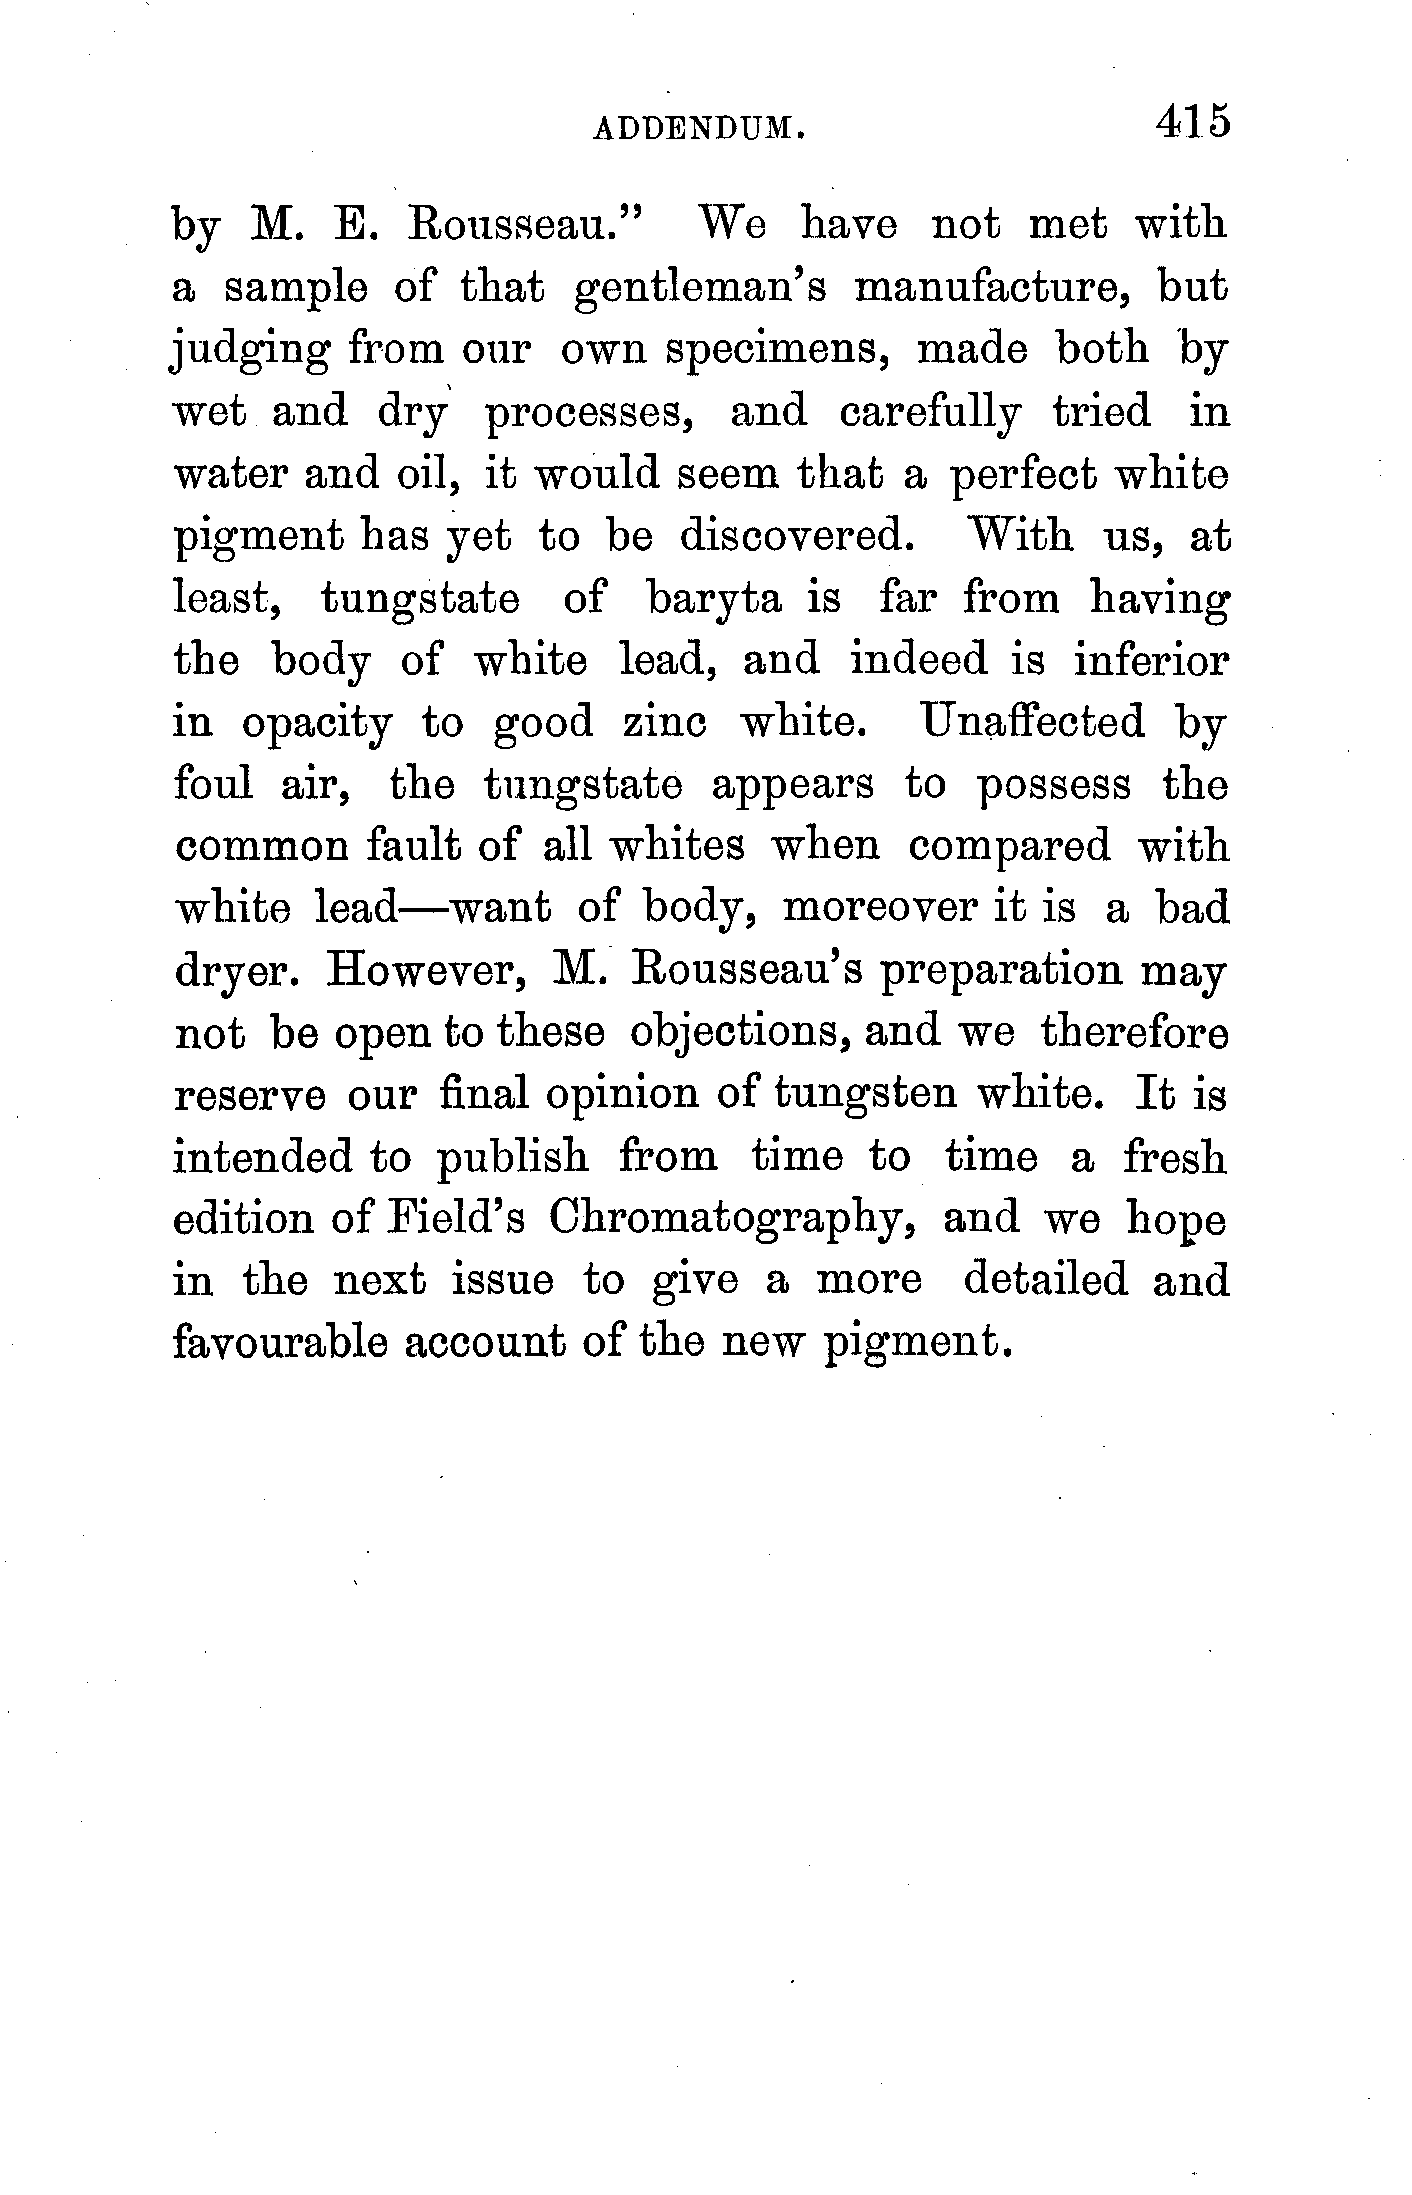 ADDENDUM. 415
by M. E. Rousseau.” We have not met with
a sample of that gentleman’s manufacture, but
judging from our own specimens, made both by
wet and dry processes, and carefully tried in
water and oil, it would seem that a perfect white
pigment has yet to be discovered. With us, at
least, tungstate of baryta is far from having
the body of white lead, and indeed is inferior
in opacity to good zinc white. Unaffected by
foul air, the tungstate appears to possess the
common fault of all whites when compared with
white lead—want of body, moreover it is a bad
dryer. However, M. Rousseau’s preparation may
not be open to these objections, and we therefore
reserve our final opinion of tungsten white. It is
intended to publish from time to time a fresh
edition of Field’s Chromatography, and we hope
in the next issue to give a more detailed and
favourable account of the new pigment.